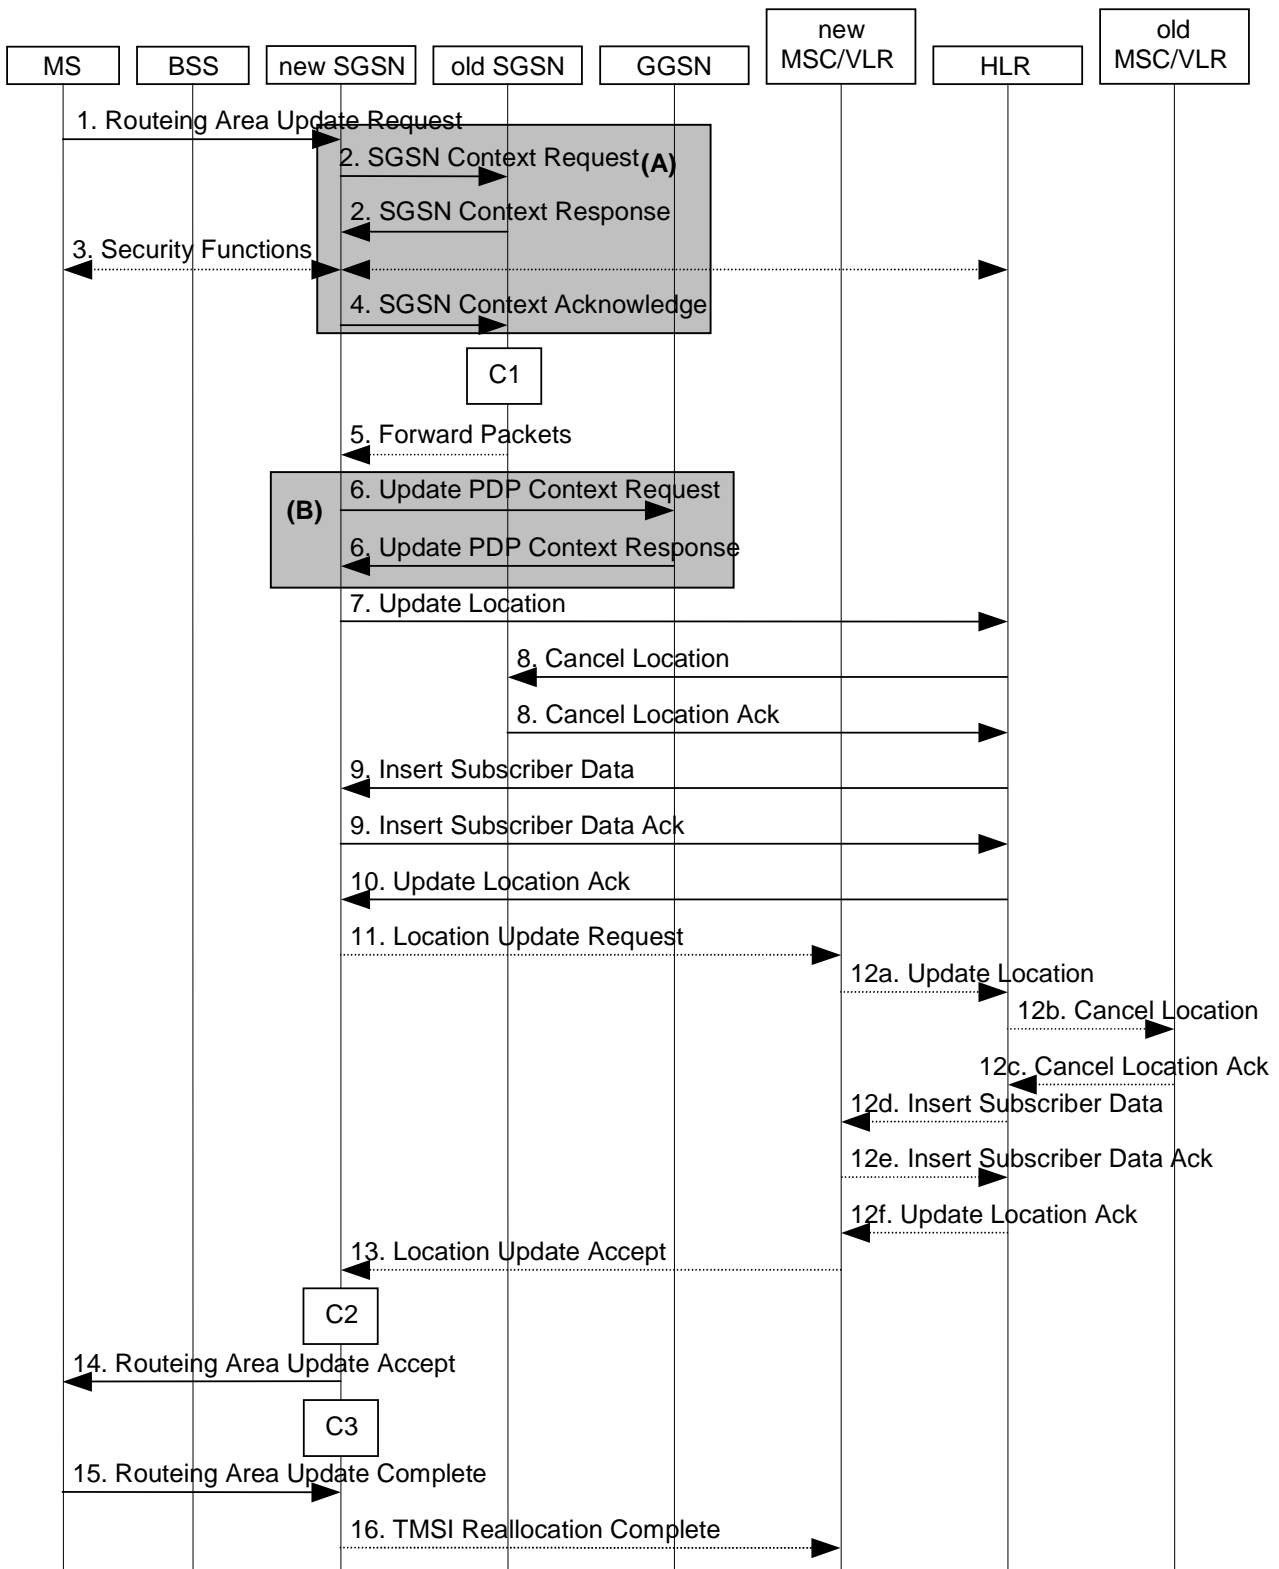 new
MSC/VLR
old
MSC/VLR
MS
BSS
new SGSN
old SGSN
GGSN
HLR
1. Routeing Area Update Request
2. SGSN Context Request
(A)
2. SGSN Context Response
3. Security Functions
4. SGSN Context Acknowledge
C1
5. Forward Packets
6. Update PDP Context Request
(B)
6. Update PDP Context Response
7. Update Location
8. Cancel Location
8. Cancel Location Ack
9. Insert Subscriber Data
9. Insert Subscriber Data Ack
10. Update Location Ack
11. Location Update Request
12a. Update Location
12b. Cancel Location
12c. Cancel Location Ack
12d. Insert Subscriber Data
12e. Insert Subscriber Data Ack
12f. Update Location Ack
13. Location Update Accept
C2
14. Routeing Area Update Accept
C3
15. Routeing Area Update Complete
16. TMSI Reallocation Complete